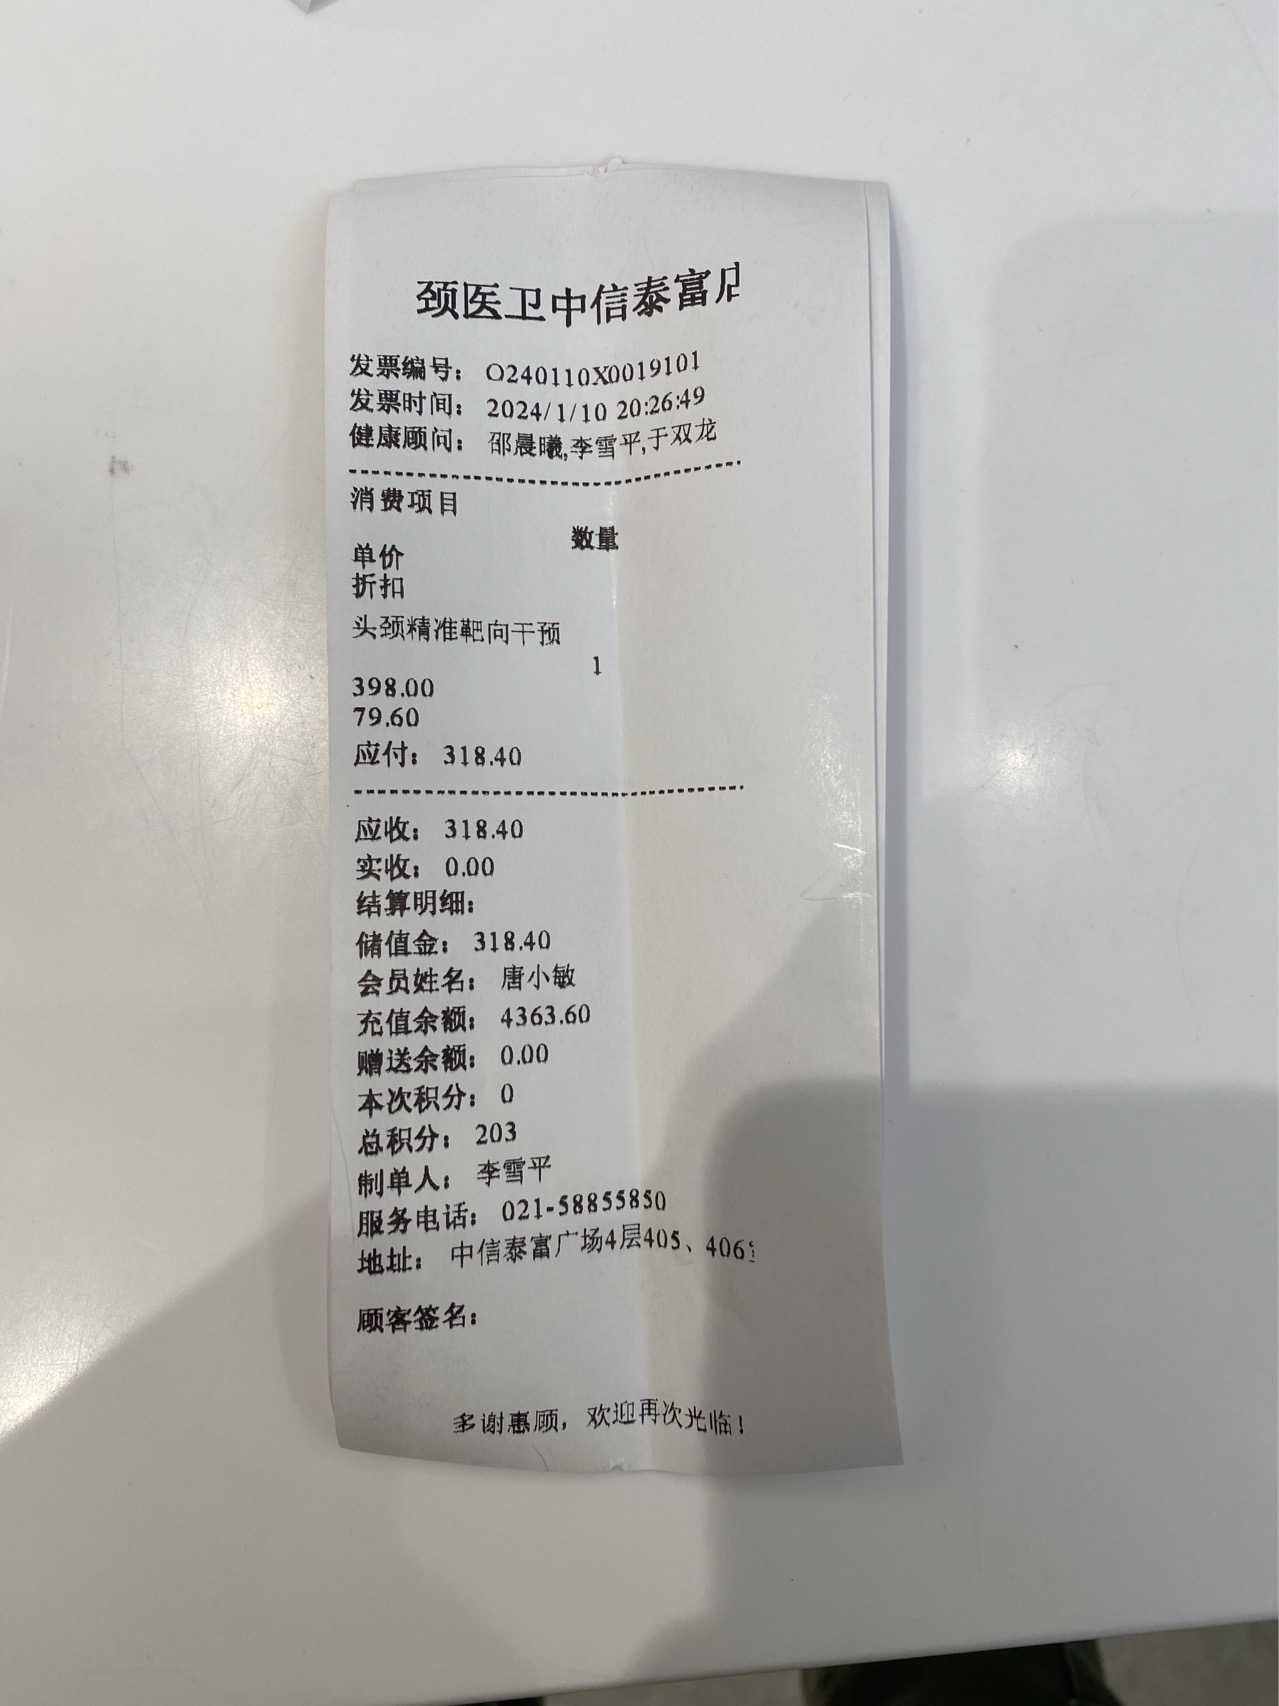 颈医卫中信泰富店
发票编号： O240110X0019101
发票时间： 2024/1/10 20:26:49
健康顾问： 邵晨曦,李雪平,于双龙
消费项目
数量
单价
折扣
头颈精准靶向干预
1
398.00
79.60
应付： 318.40
应收： 318.40
实收： 0.00
结算明细：
储值金： 318.40
会员姓名： 唐小敏
充值余额： 4363.60
赠送余额： 0.00
本次积分： 0
总积分： 203
制单人： 李雪平
服务电话： 021-58855850
地址： 中信泰富广场4层405、406
顾客签名：
多谢惠顾，欢迎再次光临！